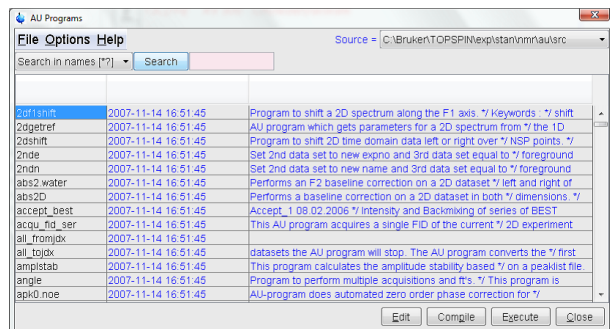 AU Programs
File Options Help
Source = C:\Bruker\TOPSPIN\exp\stan\nmr\au\src
Search in names [*?] Search
2df1shift 2007-11-14 16:51:45 Program to shift a 2D spectrum along the F1 axis. */ Keywords : */ shift
2dgetref 2007-11-14 16:51:45 AU program which gets parameters for a 2D spectrum from */ the 1D
2dshift 2007-11-14 16:51:45 Program to shift 2D time domain data left or right over */ NSP points. */
2nde 2007-11-14 16:51:45 Set 2nd data set to new expno and 3rd data set equal to */ foreground
2ndn 2007-11-14 16:51:45 Set 2nd data set to new name and 3rd data set equal to */ foreground
abs2.water 2007-11-14 16:51:45 Performs an F2 baseline correction on a 2D dataset */ left and right of
abs2D 2007-11-14 16:51:45 Performs a baseline correction on a 2D dataset in both */ dimensions. */
accept_best 2007-11-14 16:51:45 Accept_1 08.02.2006 */ Intensity and Backmixing of series of BEST
acqu_fid_ser 2007-11-14 16:51:45 This AU program acquires a single FID of the current */ 2D experiment
all_fromjdx 2007-11-14 16:51:45
all_tojdx 2007-11-14 16:51:45 datasets the AU program will stop. The AU program converts the */ first
amplstab 2007-11-14 16:51:45 This program calculates the amplitude stability based */ on a peaklist file.
angle 2007-11-14 16:51:45 Program to perform multiple acquisitions and ft's. */ This program is
apk0.noe 2007-11-14 16:51:45 AU-program does automated zero order phase correction for */
Edit Compile Execute Close